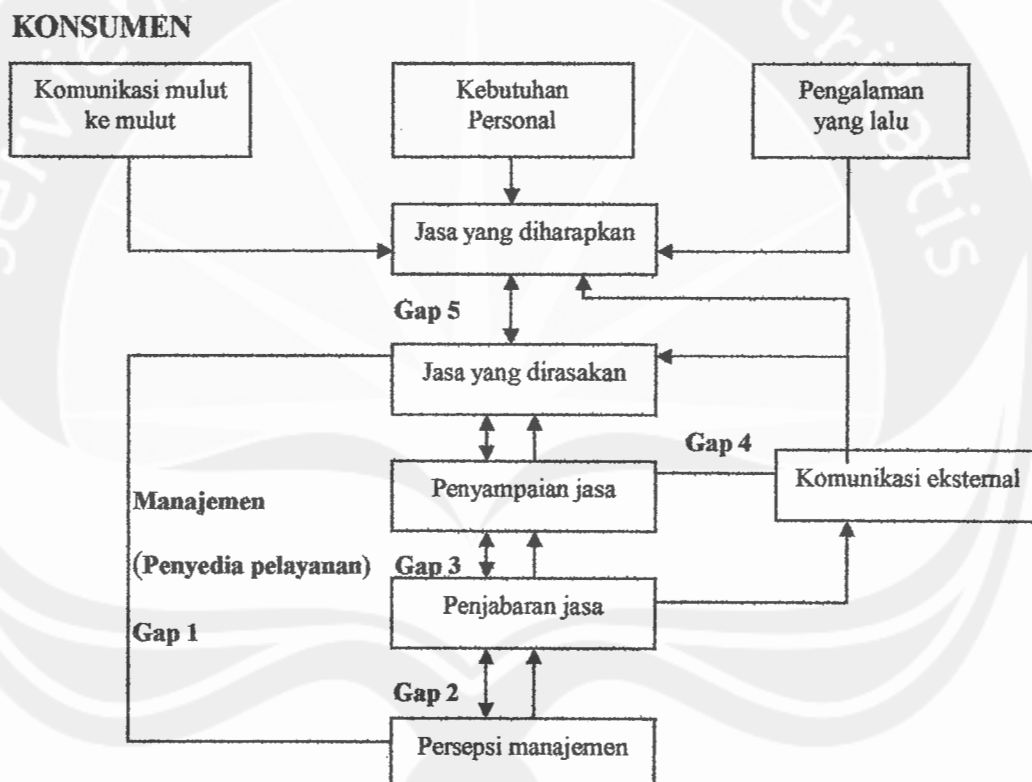 KONSUMEN
Komunikasi mulut
ke mulut
Kebutuhan
Personal
Pengalaman
yang lalu
Jasa yang diharapkan
Gap 5
Jasa yang dirasakan
Gap 4
Penyampaian jasa
Komunikasi eksternal
Manajemen
(Penyedia pelayanan)
Gap 3
Penjabaran jasa
Gap 1
Gap 2
Persepsi manajemen